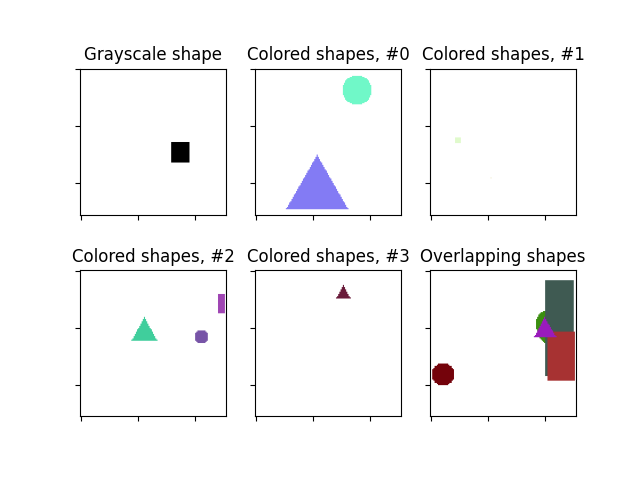 Grayscale shape
Colored shapes, #0
Colored shapes, #1
Colored shapes, #2
Colored shapes, #3
Overlapping shapes